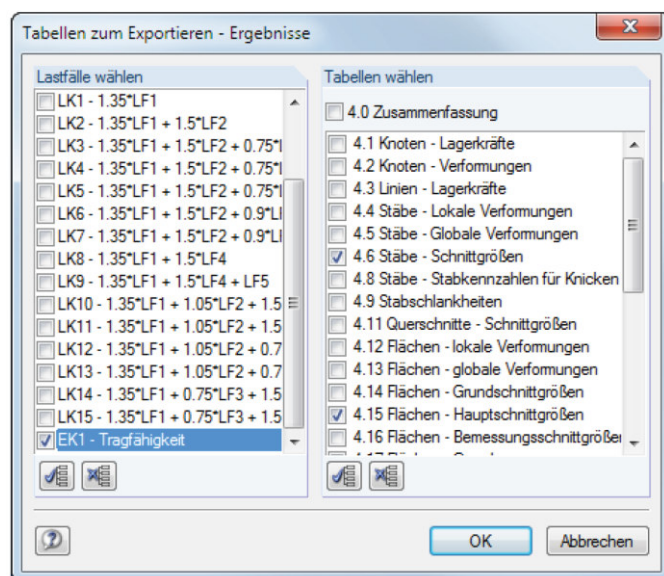 Tabellen zum Exportieren - Ergebnisse
Lastfälle wählen
LK1 - 1.35*LF1
LK2 - 1.35*LF1 + 1.5*LF2
LK3 - 1.35*LF1 + 1.5*LF2 + 0.75*l
LK4 - 1.35*LF1 + 1.5*LF2 + 0.75*l
LK5 - 1.35*LF1 + 1.5*LF2 + 0.75*l
LK6 - 1.35*LF1 + 1.5*LF2 + 0.9*Ll
LK7 - 1.35*LF1 + 1.5*LF2 + 0.9*Ll
LK8 - 1.35*LF1 + 1.5*LF4
LK9 - 1.35*LF1 + 1.5*LF4 + LF5
LK10 - 1.35*LF1 + 1.05*LF2 + 1.5
LK11 - 1.35*LF1 + 1.05*LF2 + 1.5
LK12 - 1.35*LF1 + 1.05*LF2 + 0.7
LK13 - 1.35*LF1 + 1.05*LF2 + 0.7
LK14 - 1.35*LF1 + 0.75*LF3 + 1.5
LK15 - 1.35*LF1 + 0.75*LF3 + 1.5
EK1 - Tragfähigkeit
Tabellen wählen
4.0 Zusammenfassung
4.1 Knoten - Lagerkräfte
4.2 Knoten - Verformungen
4.3 Linien - Lagerkräfte
4.4 Stäbe - Lokale Verformungen
4.5 Stäbe - Globale Verformungen
4.6 Stäbe - Schnittgrößen
4.8 Stäbe - Stabkennzahlen für Knicken
4.9 Stabschlankheiten
4.11 Querschnitte - Schnittgrößen
4.12 Flächen - lokale Verformungen
4.13 Flächen - globale Verformungen
4.14 Flächen - Grundschnittgrößen
4.15 Flächen - Hauptschnittgrößen
4.16 Flächen - Bemessungsschnittgrößer
OK
Abbrechen